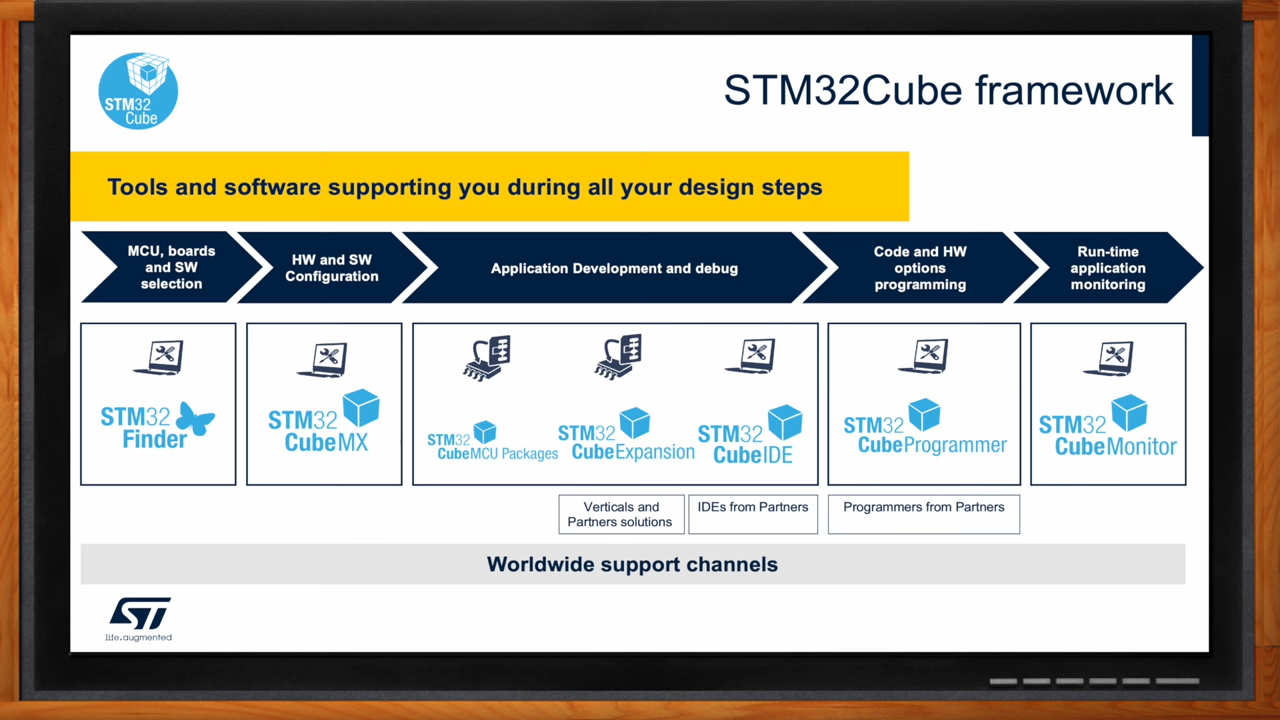 STM32
Cube
STM32Cube framework
Tools and software supporting you during all your design steps
MCU, boards
and SW
selection
HW and SW
Configuration
Application Development and debug
Code and HW
options
programming
Run-time
application
monitoring
STM32
Finder
STM32
CubeMX
STM32
CubeMCU Packages
STM32
CubeExpansion
STM32
CubeIDE
STM32
CubeProgrammer
STM32
CubeMonitor
Verticals and
Partners solutions
IDEs from Partners
Programmers from Partners
Worldwide support channels
ST
life.augmented